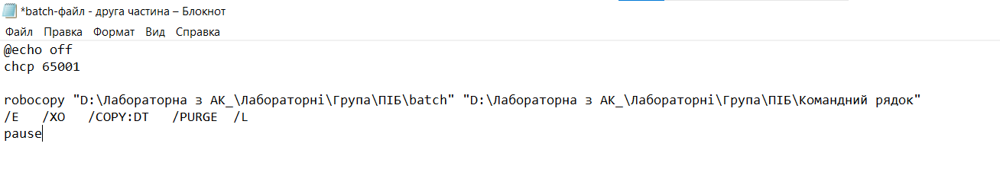 *batch-файл - друга частина – Блокнот
Файл Правка Формат Вид Справка
@echo off
chcp 65001
robocopy "D:\Лабораторна з АК_\Лабораторні\Група\ПІБ\batch" "D:\Лабораторна з АК_\Лабораторні\Група\ПІБ\Командний рядок"
/E /XO /COPY:DT /PURGE /L
pause